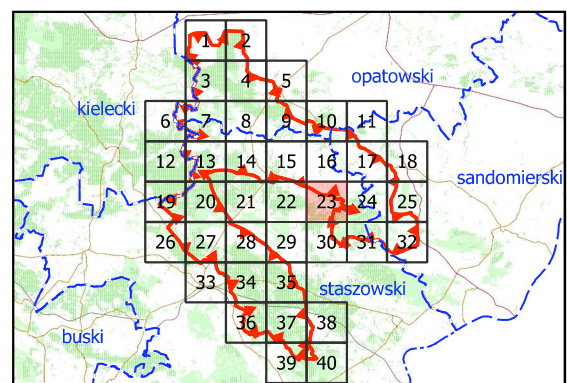 1 2
3 4 5 opatowski
kielecki 6 7 8 9 10 11
12 13 14 15 16 17 18
sandomierski
19 20 21 22 23 24 25
26 27 28 29 30 31 32
33 34 35 staszowski
buski 36 37 38
39 40